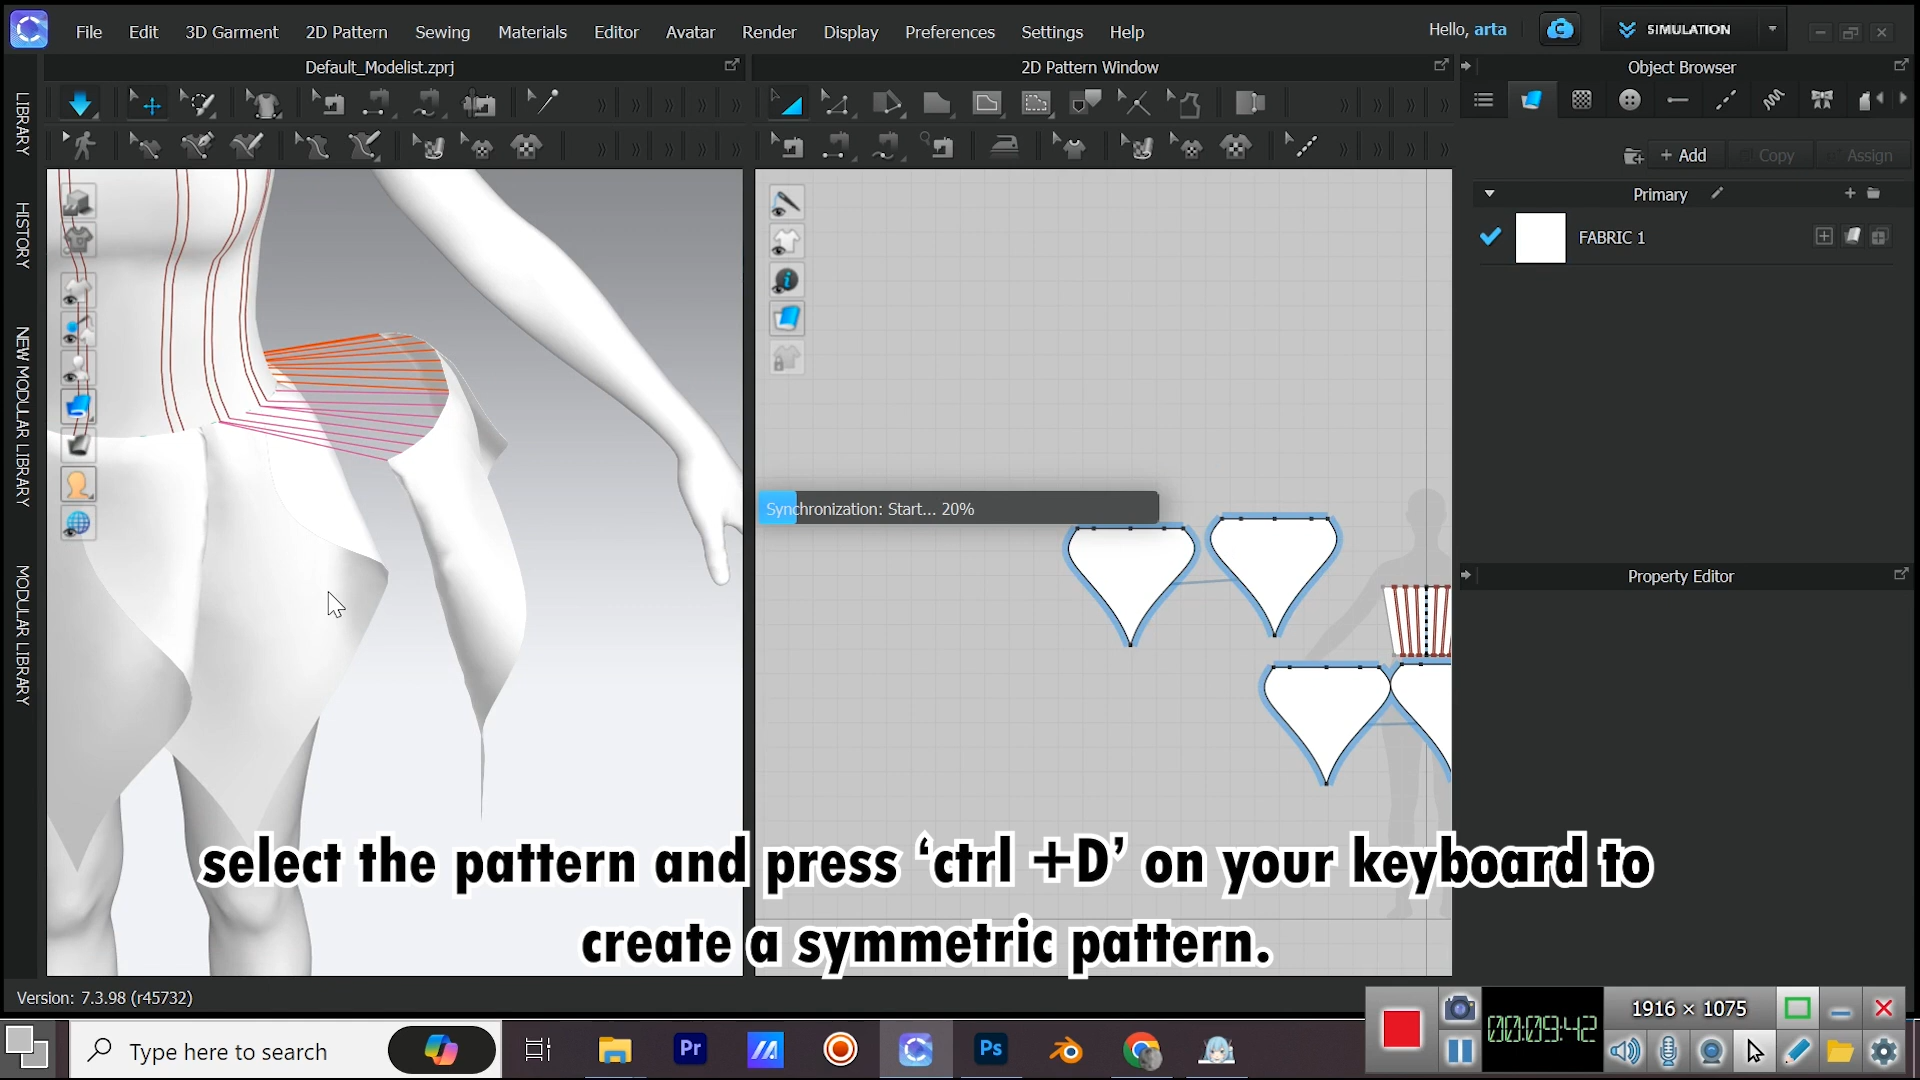 File Edit 3D Garment 2D Pattern Sewing Materials Editor Avatar Render Display Preferences Settings Help
Hello, arta
SIMULATION
Default_Modelist.zprj
2D Pattern Window
Object Browser
LIBRARY
HISTORY
NEW MODULAR LIBRARY
MODULAR LIBRARY
+ Add
Copy
Assign
Primary
FABRIC 1
Synchronization: Start... 20%
Property Editor
select the pattern and press ‘ctrl +D’ on your keyboard to
create a symmetric pattern.
Version: 7.3.98 (r45732)
00:09:42
1916 × 1075
Type here to search
Pr
Ps